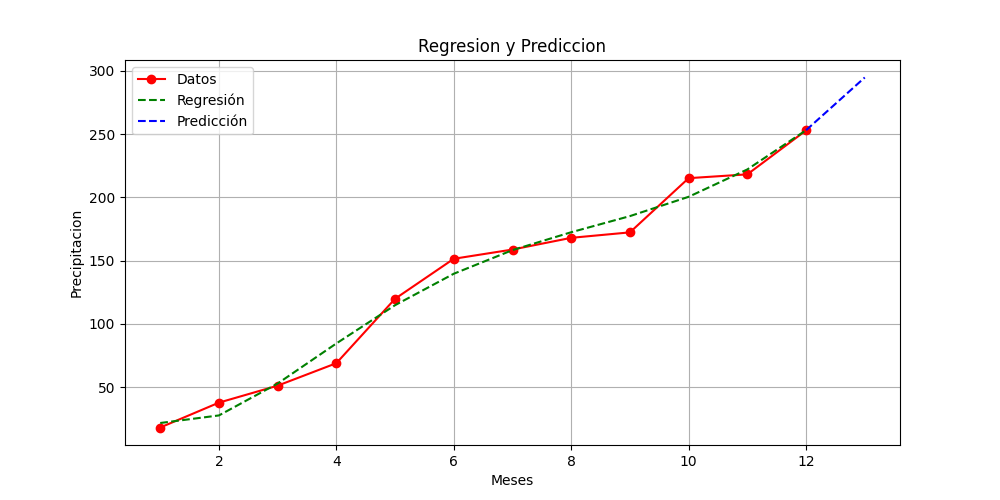 Regresion y Prediccion
Datos
Regresión
Predicción
300
250
200
150
100
50
Precipitacion
2 4 6 8 10 12
Meses